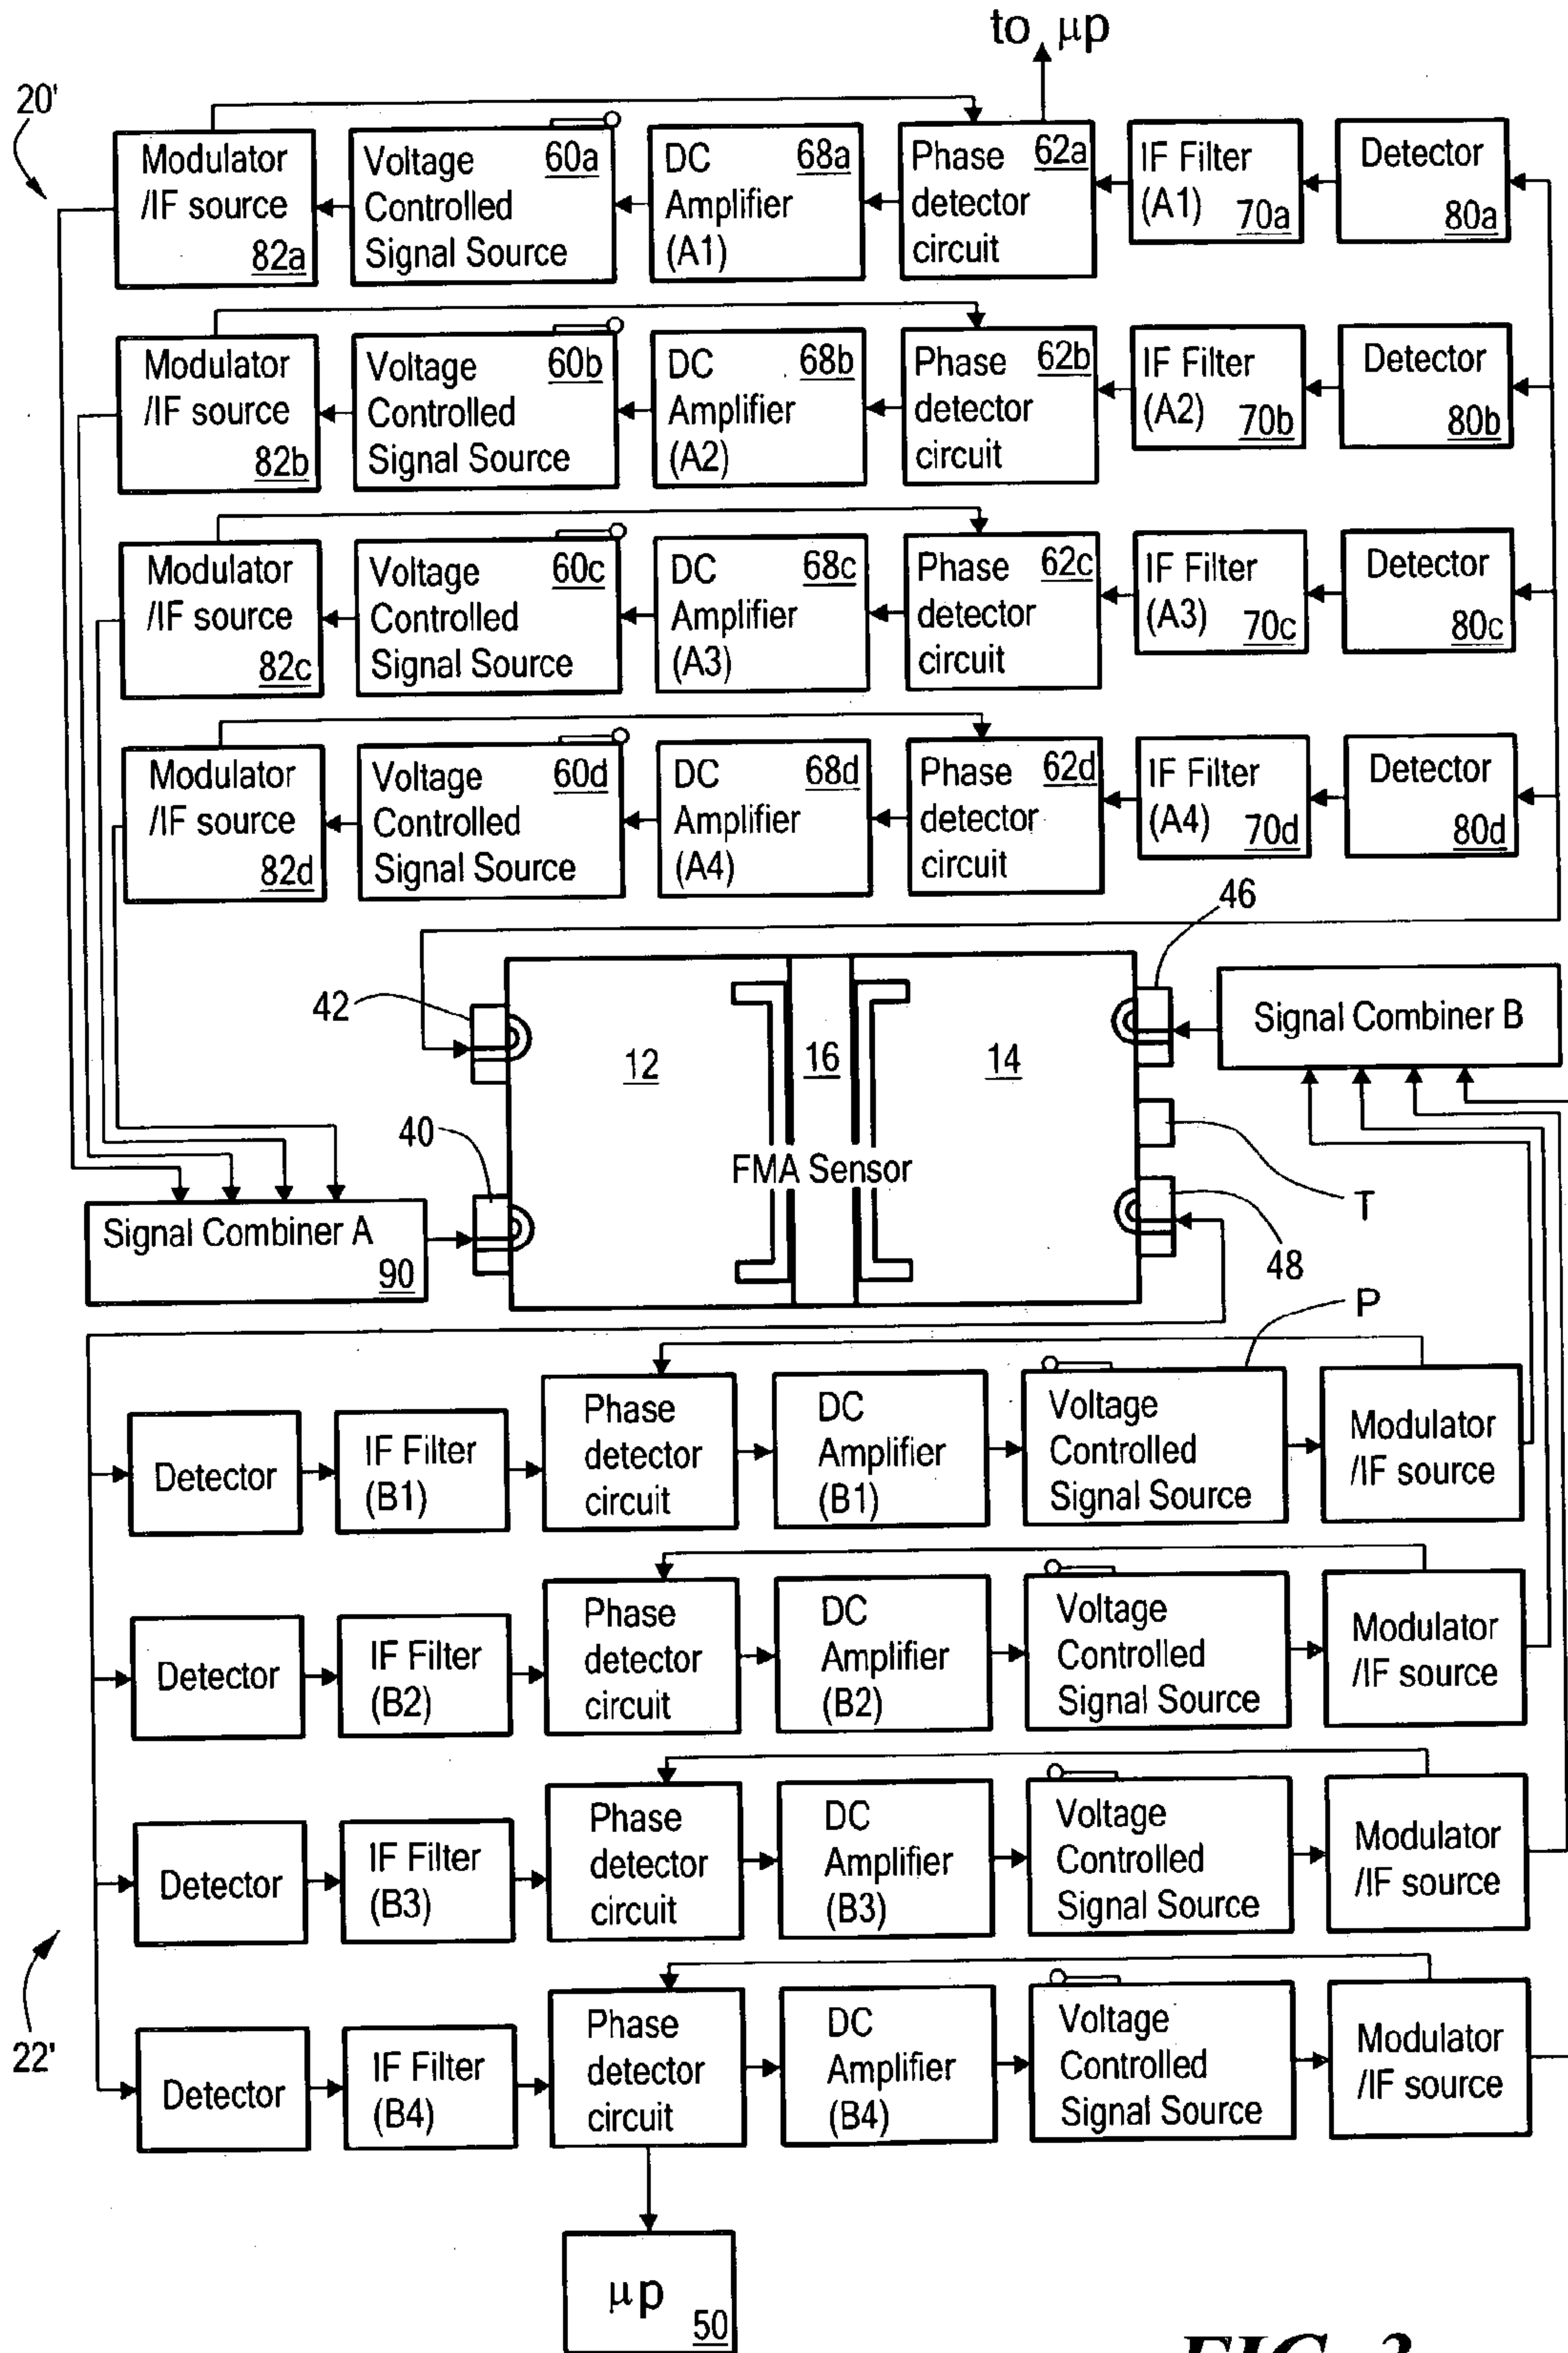 to μp
20'
Modulator
/IF source
82a
Voltage
Controlled
Signal Source
60a
DC
Amplifier
(A1)
68a
Phase
detector
circuit
62a
IF Filter
(A1)
70a
Detector
80a
Modulator
/IF source
82b
Voltage
Controlled
Signal Source
60b
DC
Amplifier
(A2)
68b
Phase
detector
circuit
62b
IF Filter
(A2)
70b
Detector
80b
Modulator
/IF source
82c
Voltage
Controlled
Signal Source
60c
DC
Amplifier
(A3)
68c
Phase
detector
circuit
62c
IF Filter
(A3)
70c
Detector
80c
Modulator
/IF source
82d
Voltage
Controlled
Signal Source
60d
DC
Amplifier
(A4)
68d
Phase
detector
circuit
62d
IF Filter
(A4)
70d
Detector
80d
46
42
12
16
14
Signal Combiner B
40
FMA Sensor
T
Signal Combiner A
90
48
P
Detector
IF Filter
(B1)
Phase
detector
circuit
DC
Amplifier
(B1)
Voltage
Controlled
Signal Source
Modulator
/IF source
Detector
IF Filter
(B2)
Phase
detector
circuit
DC
Amplifier
(B2)
Voltage
Controlled
Signal Source
Modulator
/IF source
Detector
IF Filter
(B3)
Phase
detector
circuit
DC
Amplifier
(B3)
Voltage
Controlled
Signal Source
Modulator
/IF source
22'
Detector
IF Filter
(B4)
Phase
detector
circuit
DC
Amplifier
(B4)
Voltage
Controlled
Signal Source
Modulator
/IF source
μp
50
FIG. 3